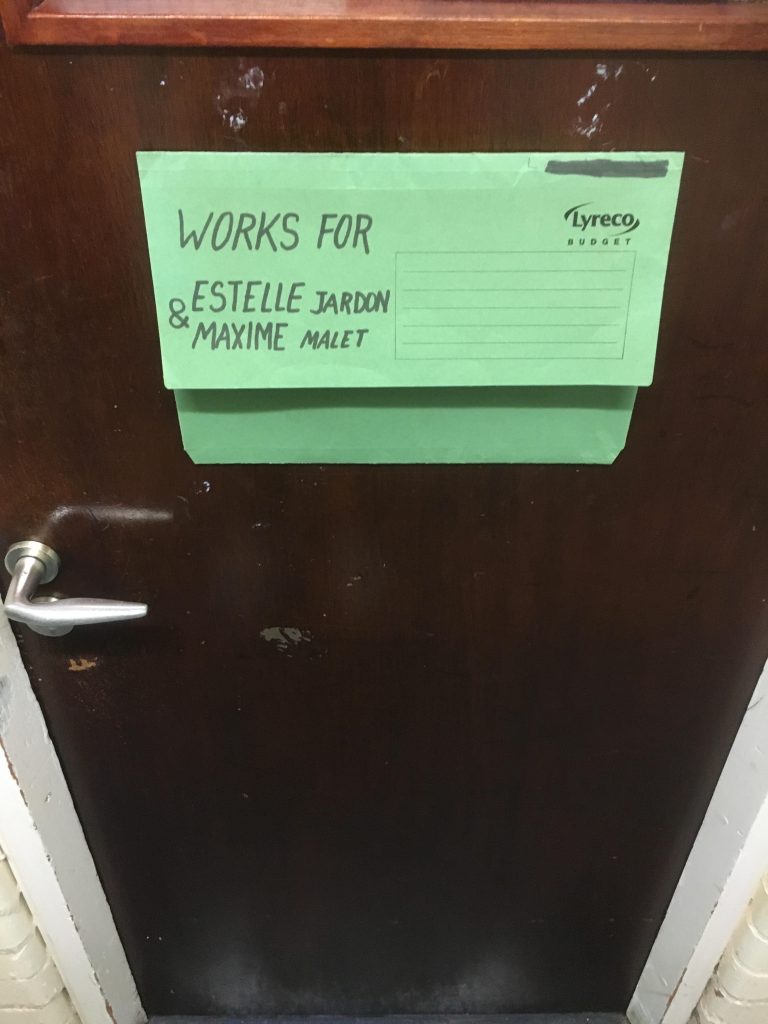 WORKS FOR
Lyreco
BUDGET
ESTELLE JARDON
& MAXIME MALET